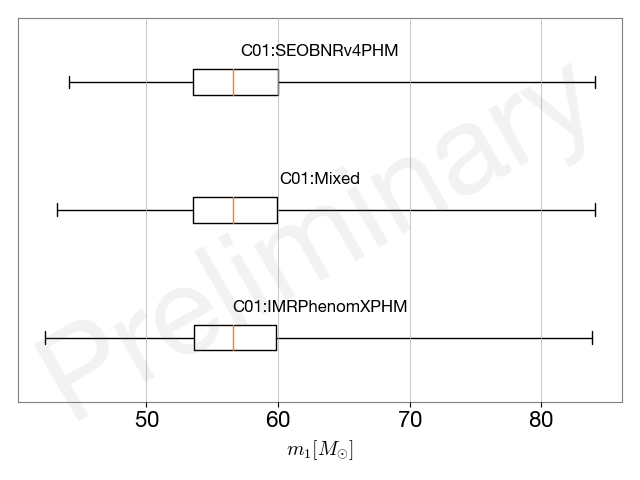 C01:SEOBNRv4PHM
C01:Mixed
C01:IMRPhenomXPHM
Preliminary
50 60 70 80
m₁[M⊙]